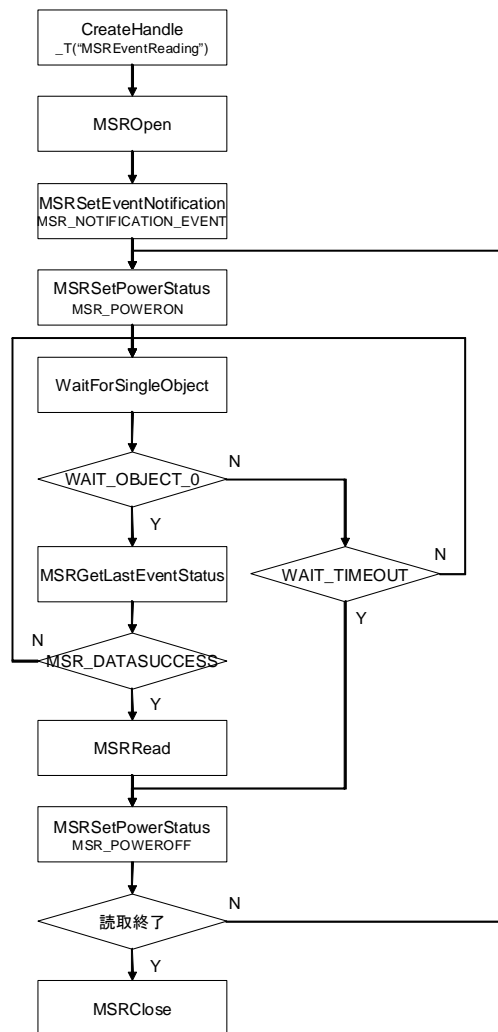 CreateHandle
_T(“MSREventReading”)
MSROpen
MSRSetEventNotification
MSR_NOTIFICATION_EVENT
MSRSetPowerStatus
MSR_POWERON
WaitForSingleObject
WAIT_OBJECT_0
N
Y
MSRGetLastEventStatus
WAIT_TIMEOUT
N
Y
N
MSR_DATASUCCESS
Y
MSRRead
MSRSetPowerStatus
MSR_POWEROFF
読取終了
N
Y
MSRClose